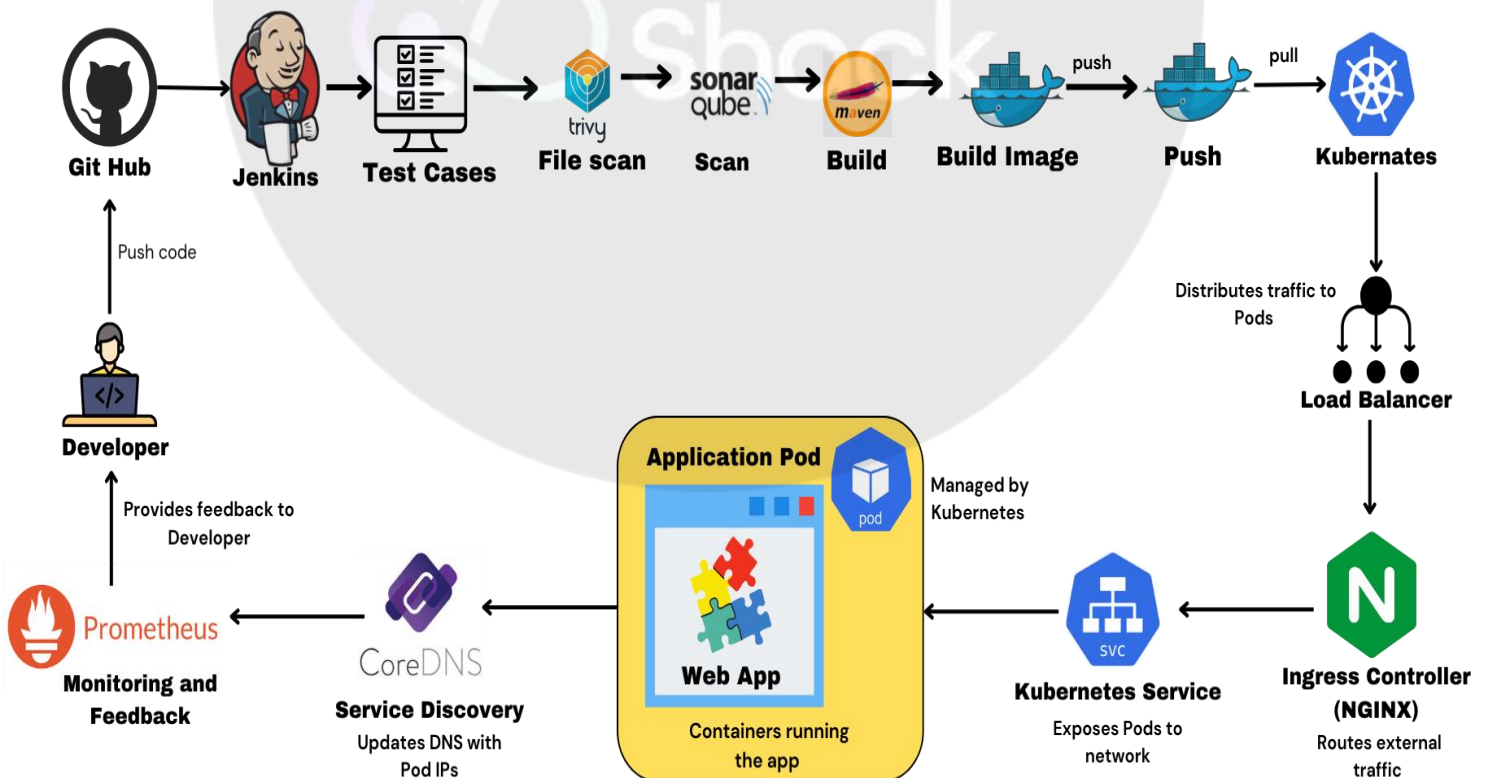 Shock
push
pull
trivy
sonar
qube
maven
Git Hub
Jenkins
Test Cases
File scan
Scan
Build
Build Image
Push
Kubernates
Push code
Distributes traffic to
Pods
Load Balancer
</>
Developer
Provides feedback to
Developer
Application Pod
pod
Managed by
Kubernetes
Web App
Containers running
the app
Prometheus
Monitoring and
Feedback
CoreDNS
Service Discovery
Updates DNS with
Pod IPs
svc
Kubernetes Service
Exposes Pods to
network
N
Ingress Controller
(NGINX)
Routes external
traffic